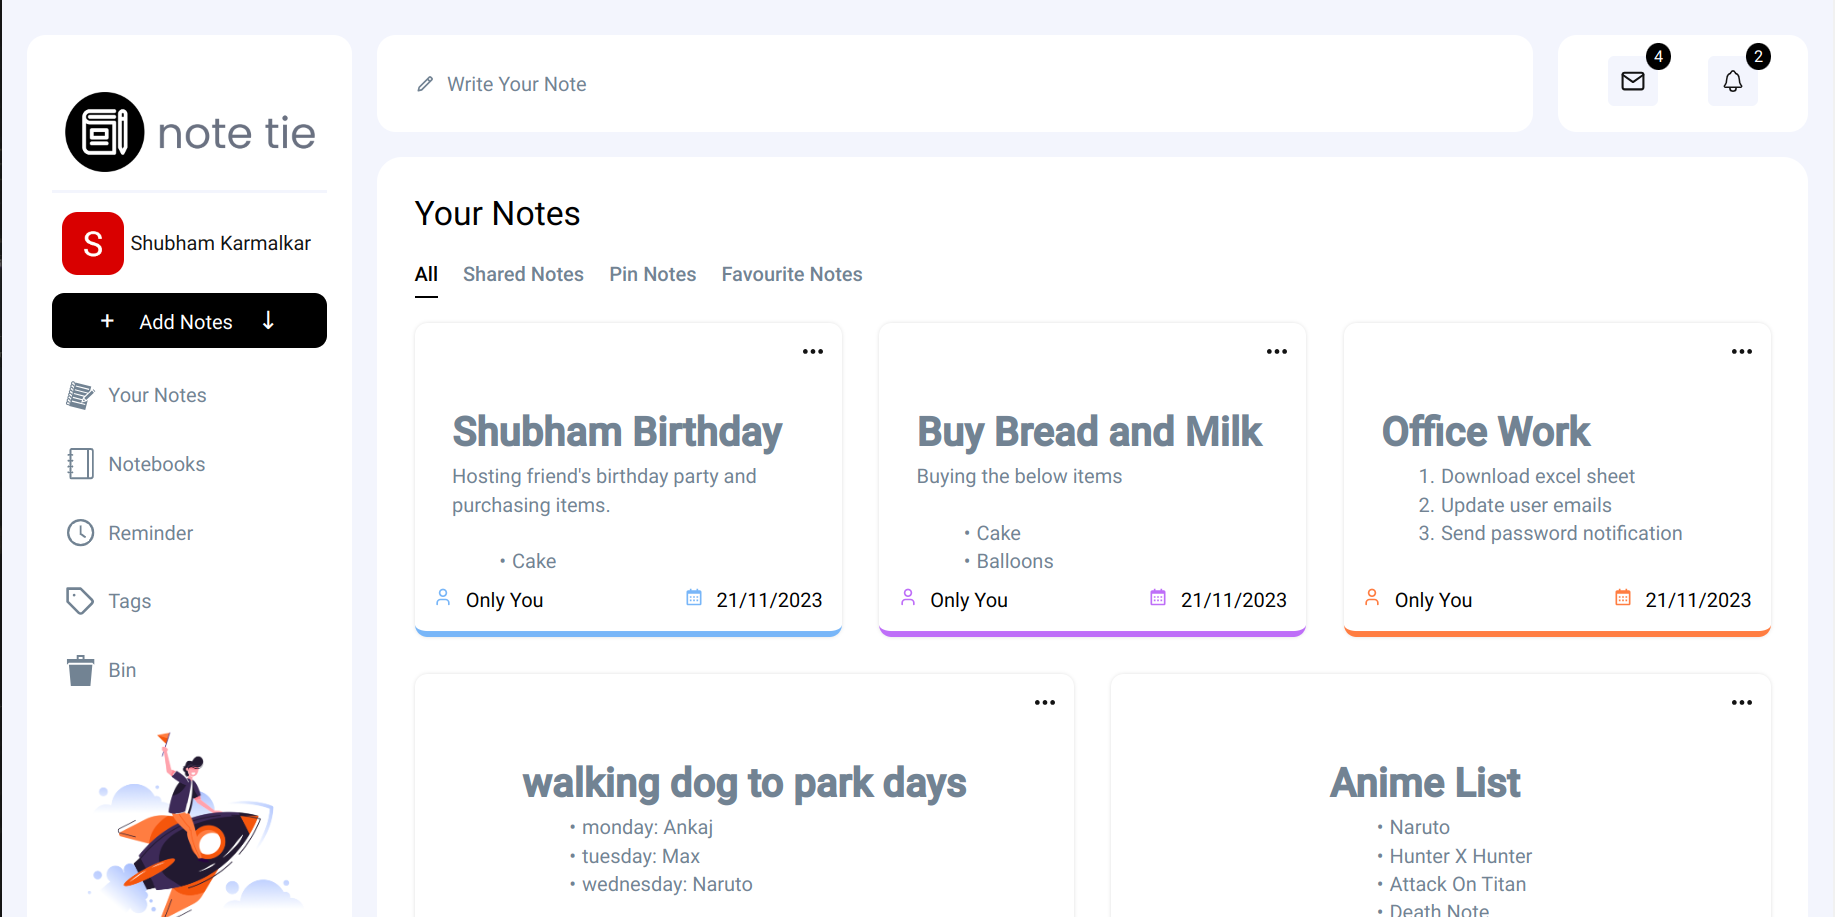 note tie
S
Shubham Karmalkar
+ Add Notes ↓
Your Notes
Notebooks
Reminder
Tags
Bin
Write Your Note
4
2
Your Notes
All Shared Notes Pin Notes Favourite Notes
Shubham Birthday
Hosting friend's birthday party and
purchasing items.
• Cake
Only You 21/11/2023
Buy Bread and Milk
Buying the below items
• Cake
• Balloons
Only You 21/11/2023
Office Work
1. Download excel sheet
2. Update user emails
3. Send password notification
Only You 21/11/2023
walking dog to park days
• monday: Ankaj
• tuesday: Max
• wednesday: Naruto
Anime List
• Naruto
• Hunter X Hunter
• Attack On Titan
• Death Note